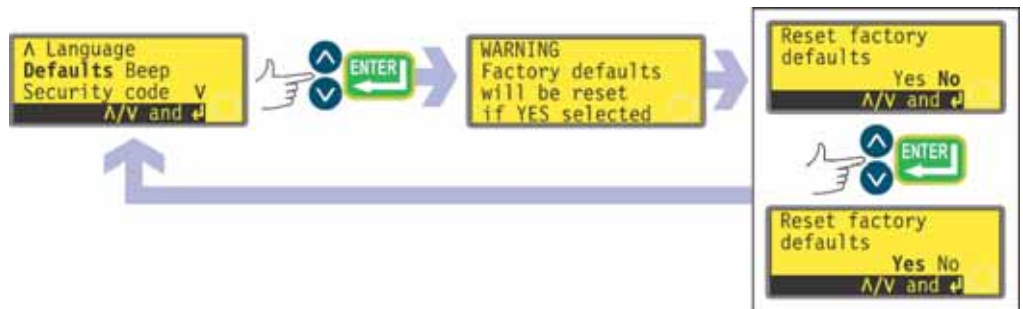 Λ Language
Defaults Beep
Security code V
Λ/V and ↵
ENTER
WARNING
Factory defaults
will be reset
if YES selected
Reset factory
defaults
Yes No
Λ/V and ↵
ENTER
Reset factory
defaults
Yes No
Λ/V and ↵